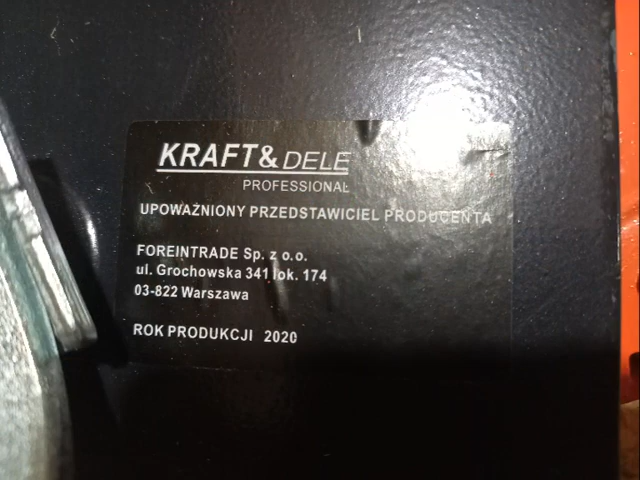 KRAFT&DELE
PROFESSIONAL
UPOWAŻNIONY PRZEDSTAWICIEL PRODUCENTA
FOREINTRADE Sp. z o.o.
ul. Grochowska 341 lok. 174
03-822 Warszawa
ROK PRODUKCJI 2020